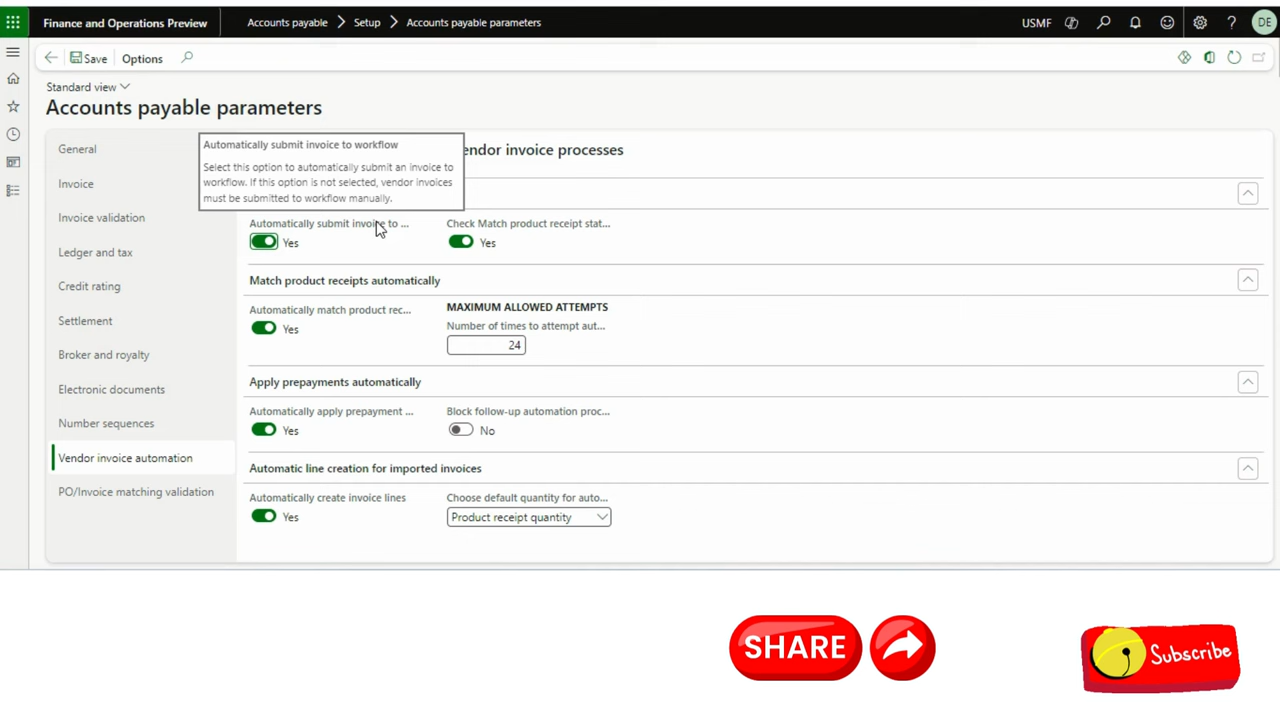 Finance and Operations Preview
Accounts payable > Setup > Accounts payable parameters
USMF
? DE
Save Options
Standard view
Accounts payable parameters
General
Invoice
Invoice validation
Ledger and tax
Credit rating
Settlement
Broker and royalty
Electronic documents
Number sequences
Vendor invoice automation
PO/Invoice matching validation
Automatically submit invoice to workflow
Select this option to automatically submit an invoice to
workflow. If this option is not selected, vendor invoices
must be submitted to workflow manually.
endor invoice processes
Automatically submit invoice to ...
Yes
Check Match product receipt stat...
Yes
Match product receipts automatically
Automatically match product rec...
Yes
MAXIMUM ALLOWED ATTEMPTS
Number of times to attempt aut...
24
Apply prepayments automatically
Automatically apply prepayment ...
Yes
Block follow-up automation proc...
No
Automatic line creation for imported invoices
Automatically create invoice lines
Yes
Choose default quantity for auto...
Product receipt quantity
SHARE
Subscribe